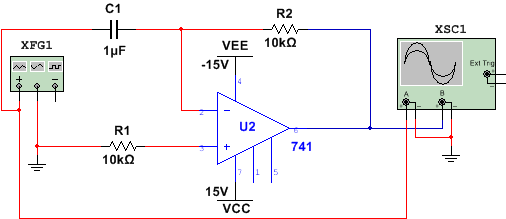 C1
1µF
R2
10kΩ
XFG1
VEE
-15V
4
XSC1
Ext Trig
A
B
2
U2
6
741
3
R1
10kΩ
7
1
5
15V
VCC